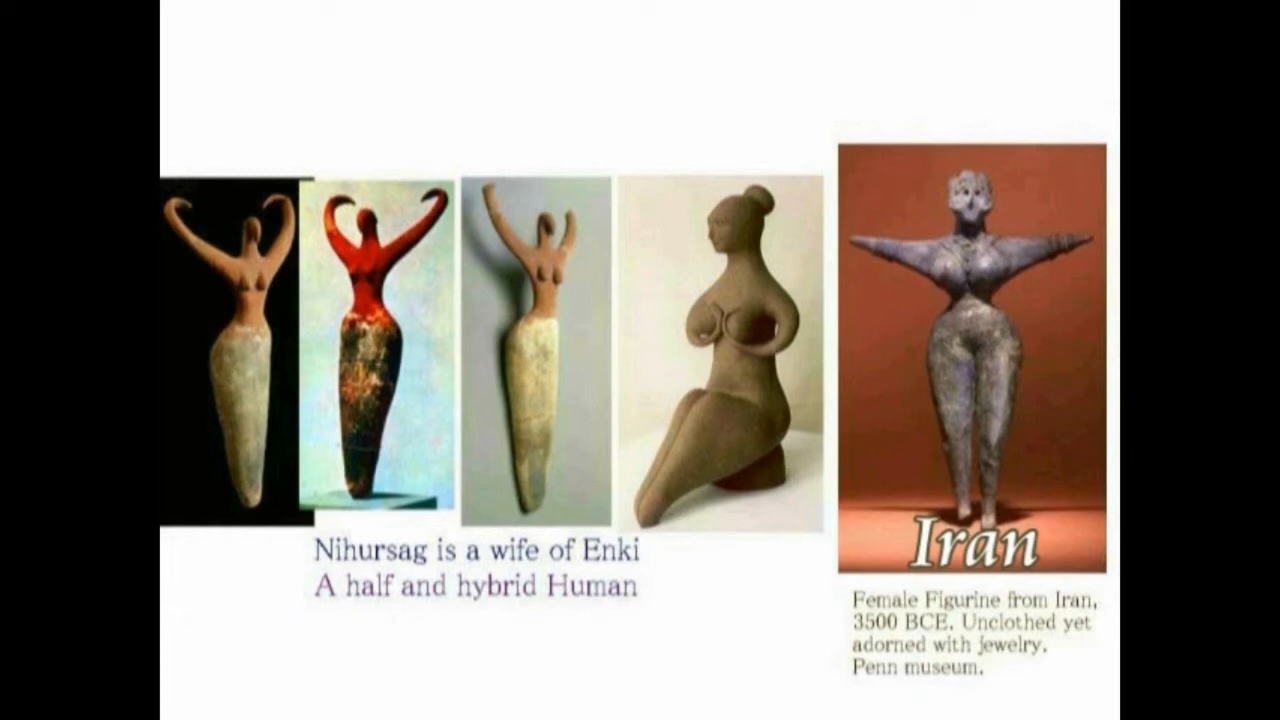 Nihursag is a wife of Enki
A half and hybrid Human
Iran
Female Figurine from Iran,
3500 BCE. Unclothed yet
adorned with jewelry.
Penn museum.